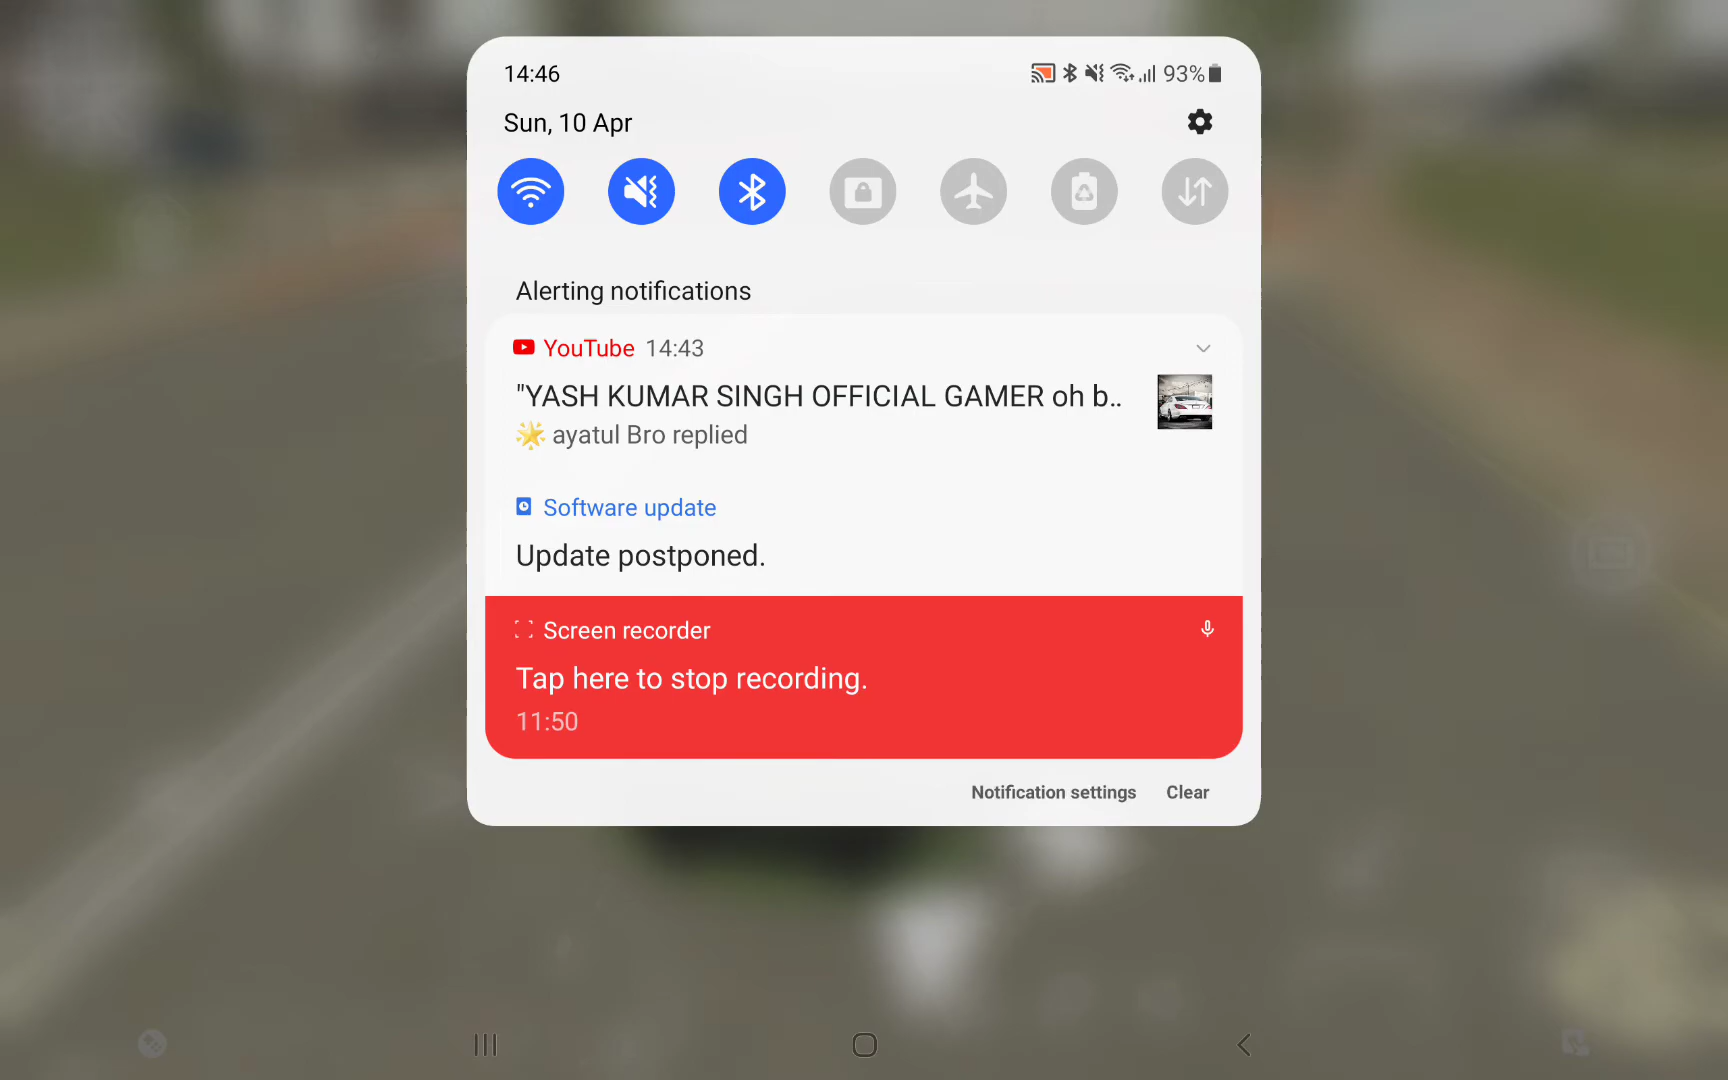 14:46
93%
Sun, 10 Apr
Alerting notifications
YouTube 14:43
"YASH KUMAR SINGH OFFICIAL GAMER oh b..
🌟 ayatul Bro replied
Software update
Update postponed.
Screen recorder
Tap here to stop recording.
11:50
Notification settings Clear